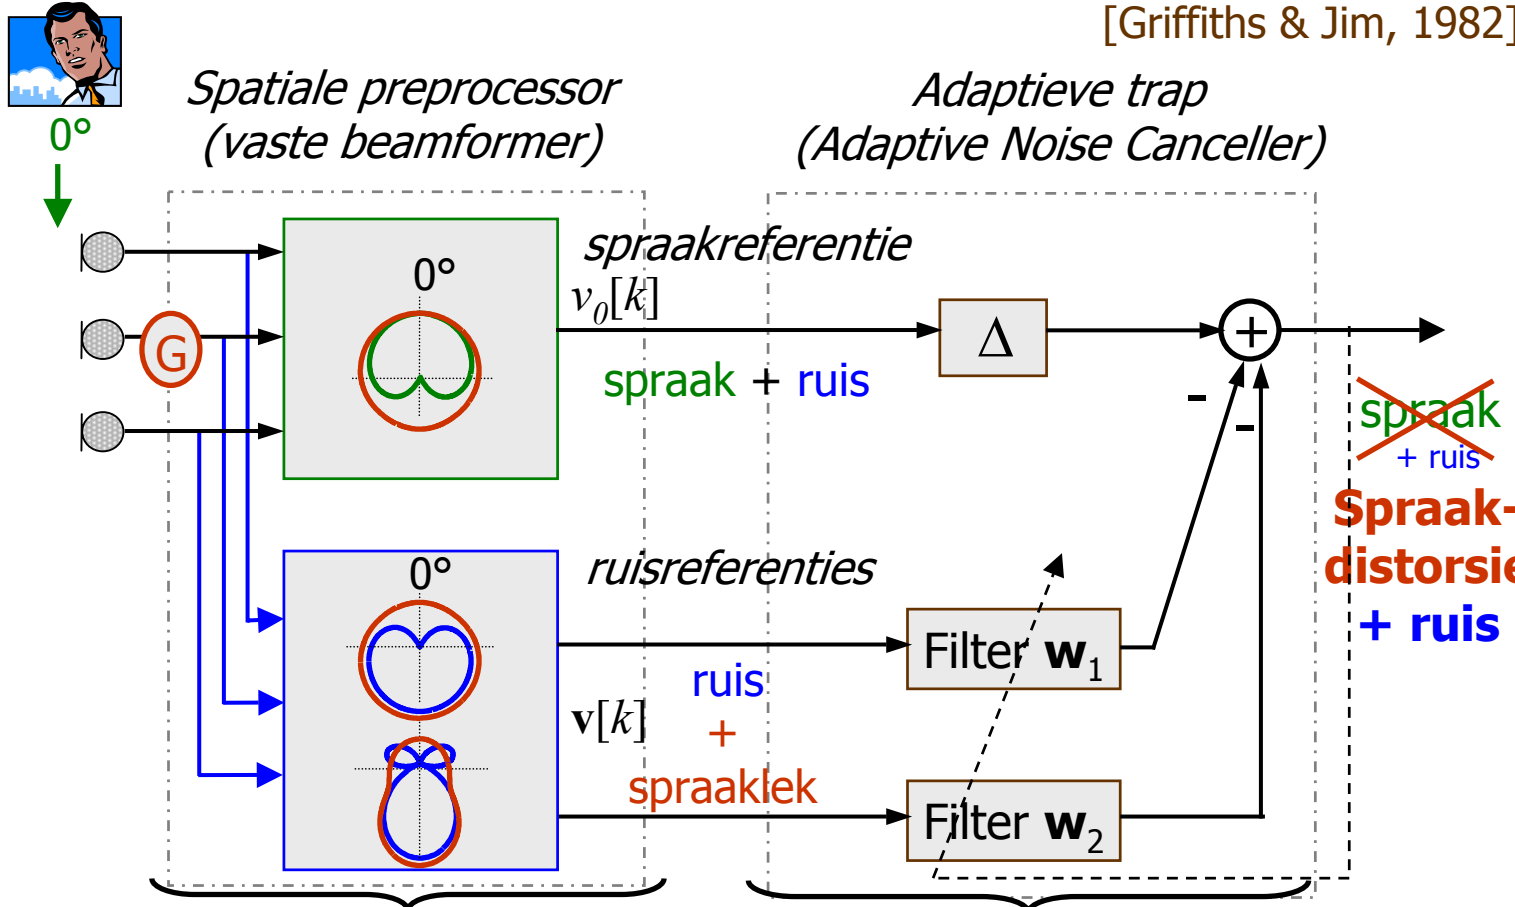 [Griffiths & Jim, 1982]
Spatiale preprocessor
(vaste beamformer)
Adaptieve trap
(Adaptive Noise Canceller)
0°
spraakreferentie
0°
v0[k]
G
Δ
+
spraak + ruis
-
-
spraak
+ ruis
Spraak-
distorsie
+ ruis
0°
ruisreferenties
Filter w1
ruis
v[k]
+
spraaklek
Filter w2